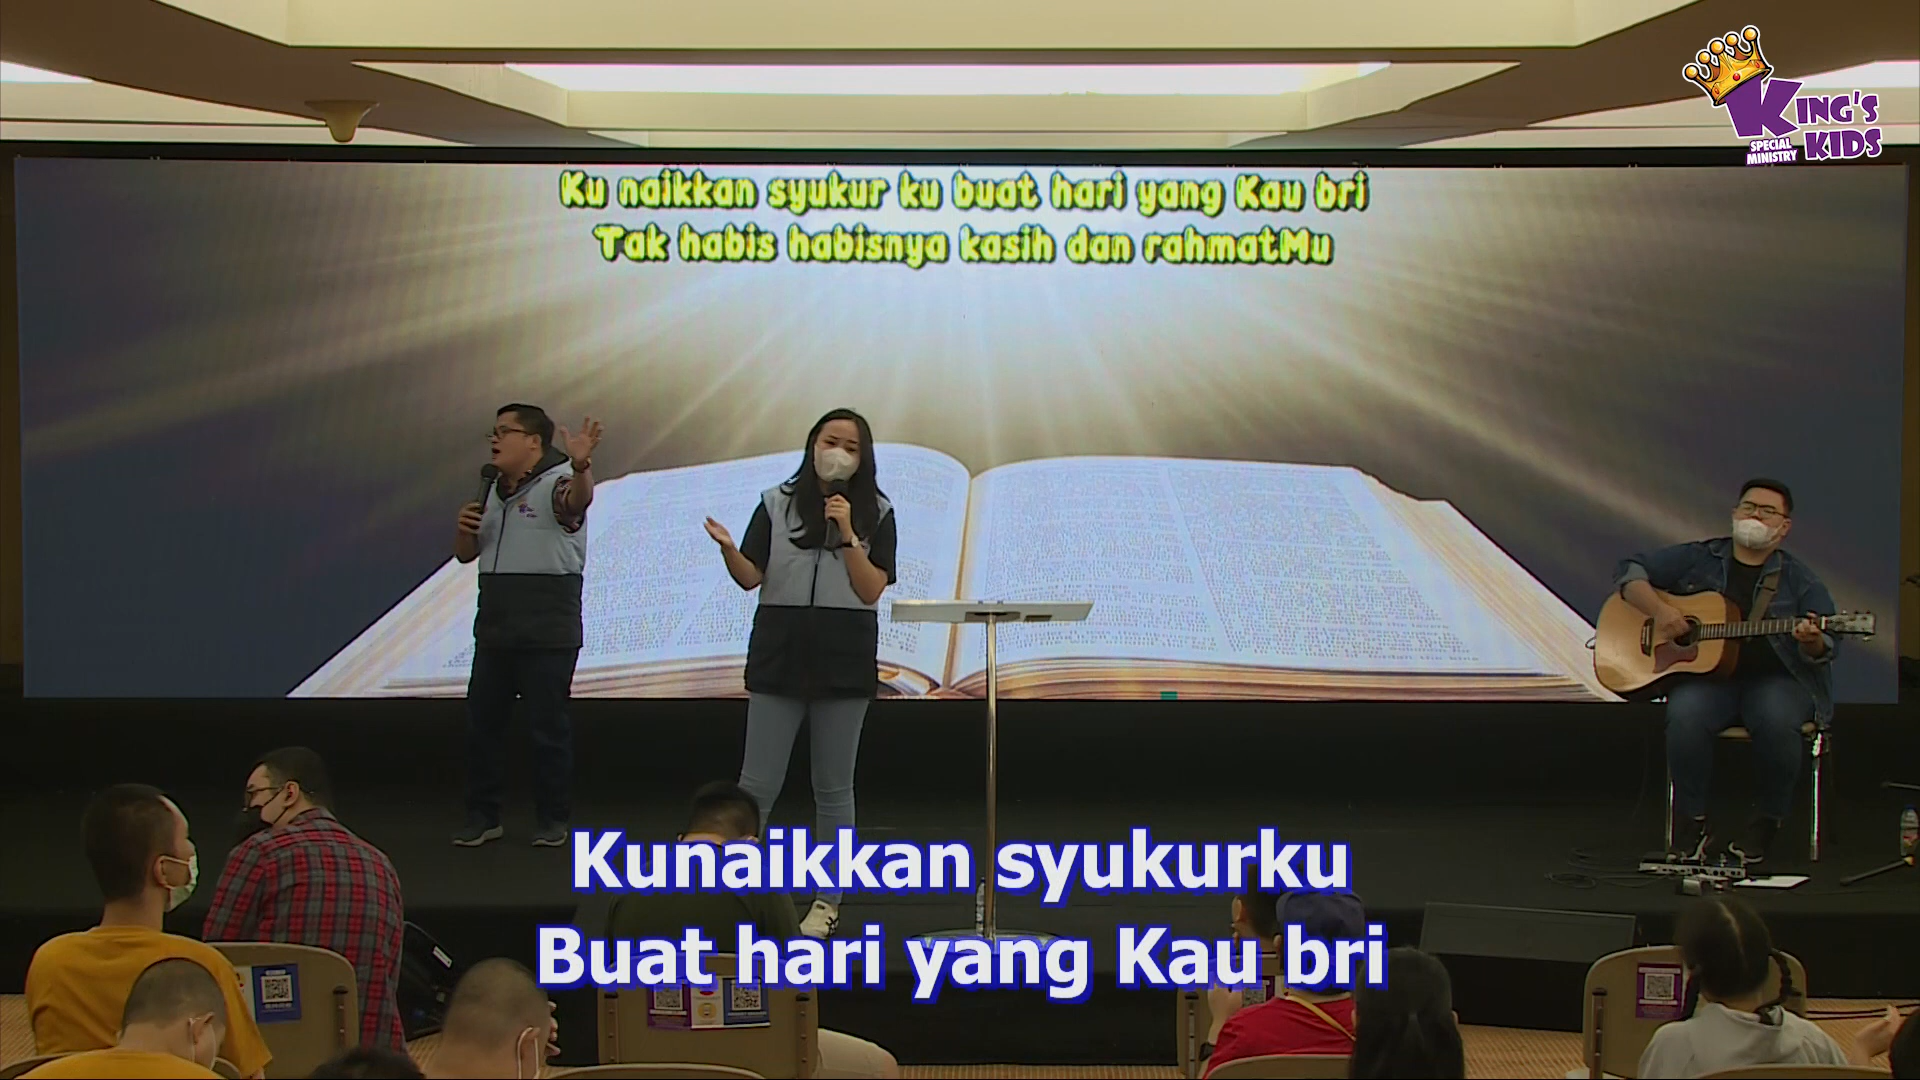 KING'S
KIDS
SPECIAL
MINISTRY
Ku naikkan syukur ku buat hari yang Kau bri
Tak habis habisnya kasih dan rahmatMu
Kunaikkan syukurku
Buat hari yang Kau bri